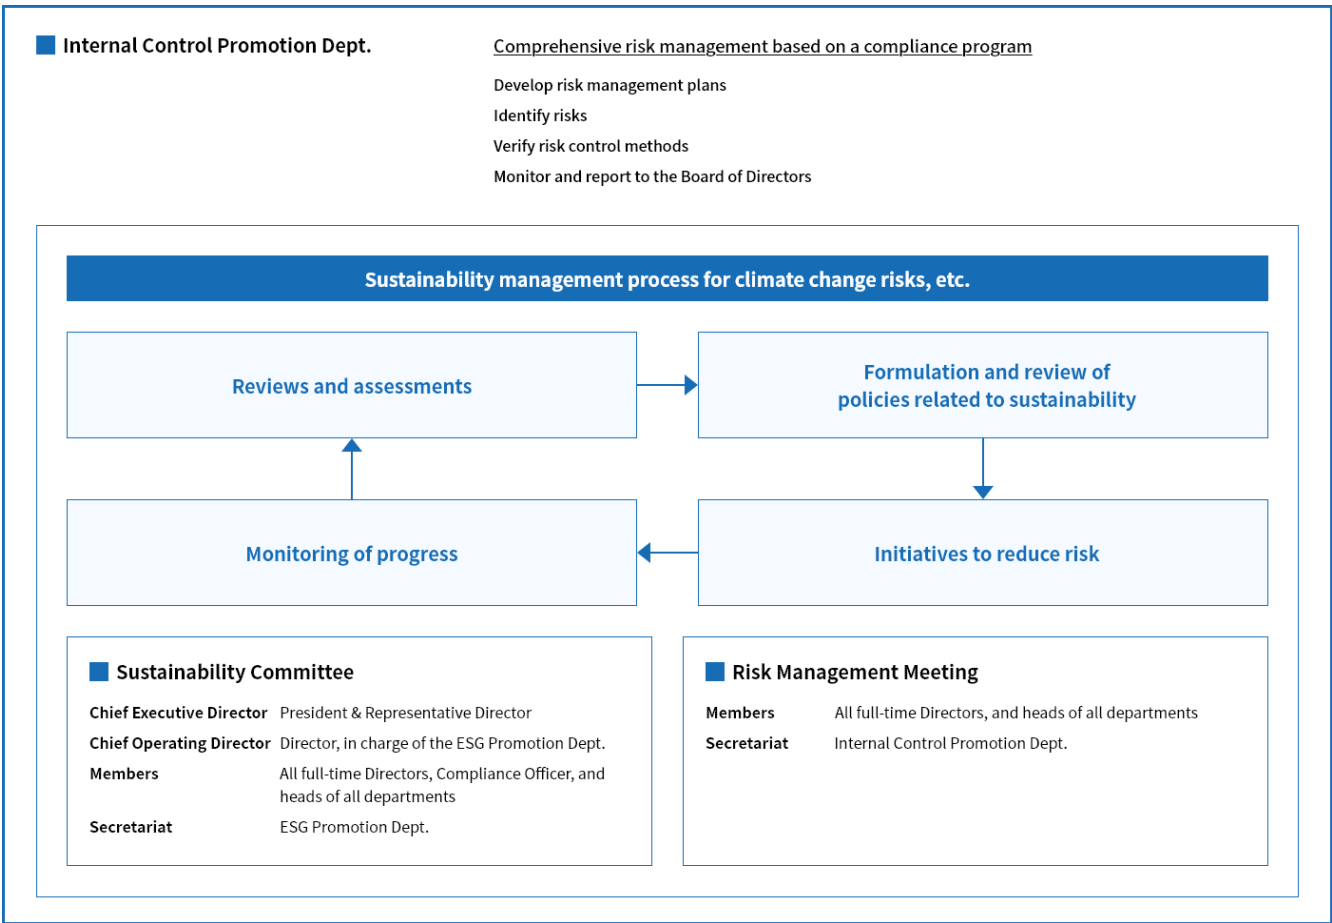 Internal Control Promotion Dept.
Comprehensive risk management based on a compliance program
Develop risk management plans
Identify risks
Verify risk control methods
Monitor and report to the Board of Directors
Sustainability management process for climate change risks, etc.
Reviews and assessments
Formulation and review of
policies related to sustainability
Monitoring of progress
Initiatives to reduce risk
Sustainability Committee
Chief Executive Director President & Representative Director
Chief Operating Director Director, in charge of the ESG Promotion Dept.
Members All full-time Directors, Compliance Officer, and
heads of all departments
Secretariat ESG Promotion Dept.
Risk Management Meeting
Members All full-time Directors, and heads of all departments
Secretariat Internal Control Promotion Dept.